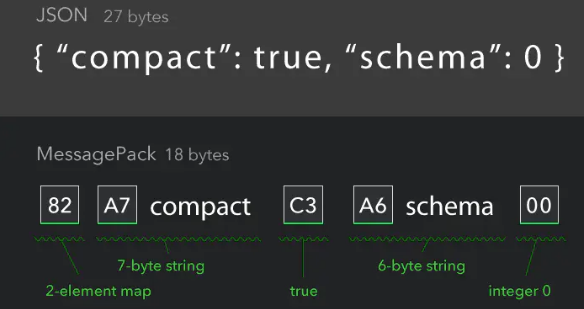 JSON 27 bytes
{ “compact”: true, “schema”: 0 }
MessagePack 18 bytes
82 A7 compact C3 A6 schema 00
7-byte string 6-byte string
2-element map true integer 0